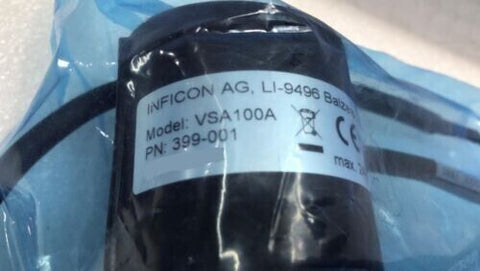 INFICON AG, LI-9496 Balzers
Model: VSA100A
PN: 399-001
CE
max.